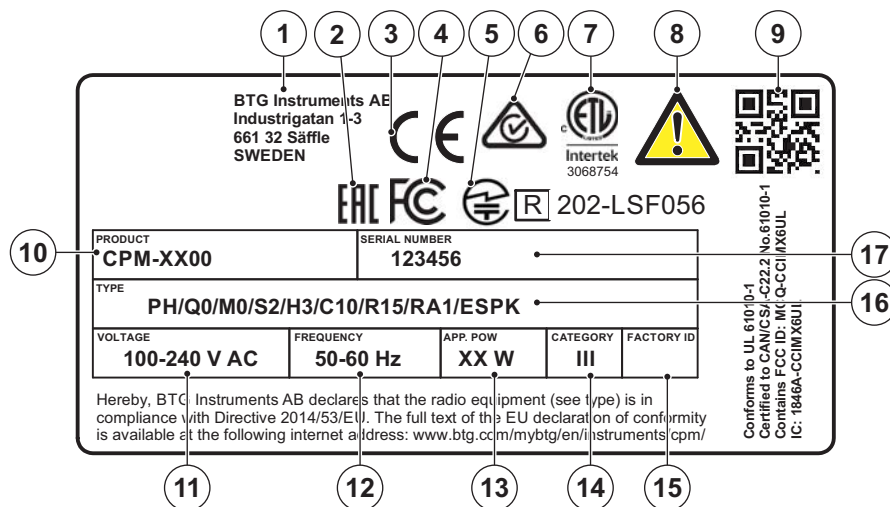 1 2 3 4 5 6 7 8 9
BTG Instruments AB
Industrigatan 1-3
661 32 Säffle
SWEDEN
CE
C ETL
LISTED
Intertek
3068754
EAC FC R 202-LSF056
PRODUCT SERIAL NUMBER
CPM-XX00 123456
TYPE
PH/Q0/M0/S2/H3/C10/R15/RA1/ESPK
VOLTAGE FREQUENCY APP. POW CATEGORY FACTORY ID
100-240 V AC 50-60 Hz XX W III
Hereby, BTG Instruments AB declares that the radio equipment (see type) is in
compliance with Directive 2014/53/EU. The full text of the EU declaration of conformity
is available at the following internet address: www.btg.com/mybtg/en/instruments/cpm/
Conforms to UL 61010-1
Certified to CAN/CSA-C22.2 No.61010-1
Contains FCC ID: MCQ-CCIMX6UL
IC: 1846A-CCIMX6UL
10
17
16
11 12 13 14 15